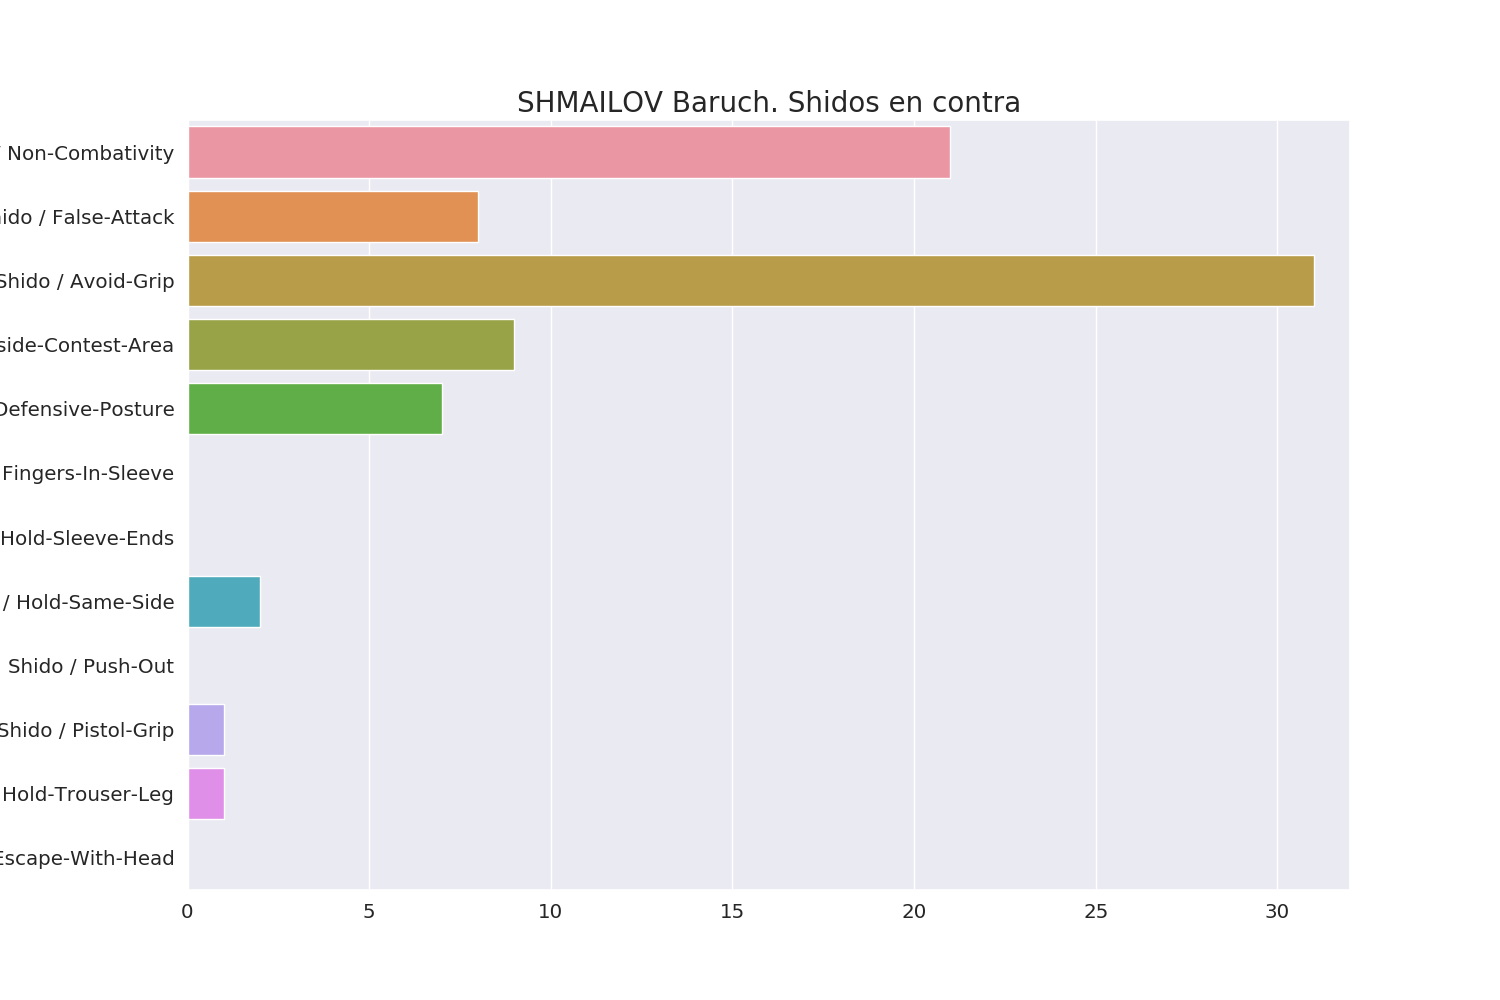 SHMAILOV Baruch. Shidos en contra
/ Non-Combativity
ido / False-Attack
Shido / Avoid-Grip
side-Contest-Area
Defensive-Posture
Fingers-In-Sleeve
Hold-Sleeve-Ends
/ Hold-Same-Side
Shido / Push-Out
Shido / Pistol-Grip
Hold-Trouser-Leg
Escape-With-Head
0 5 10 15 20 25 30